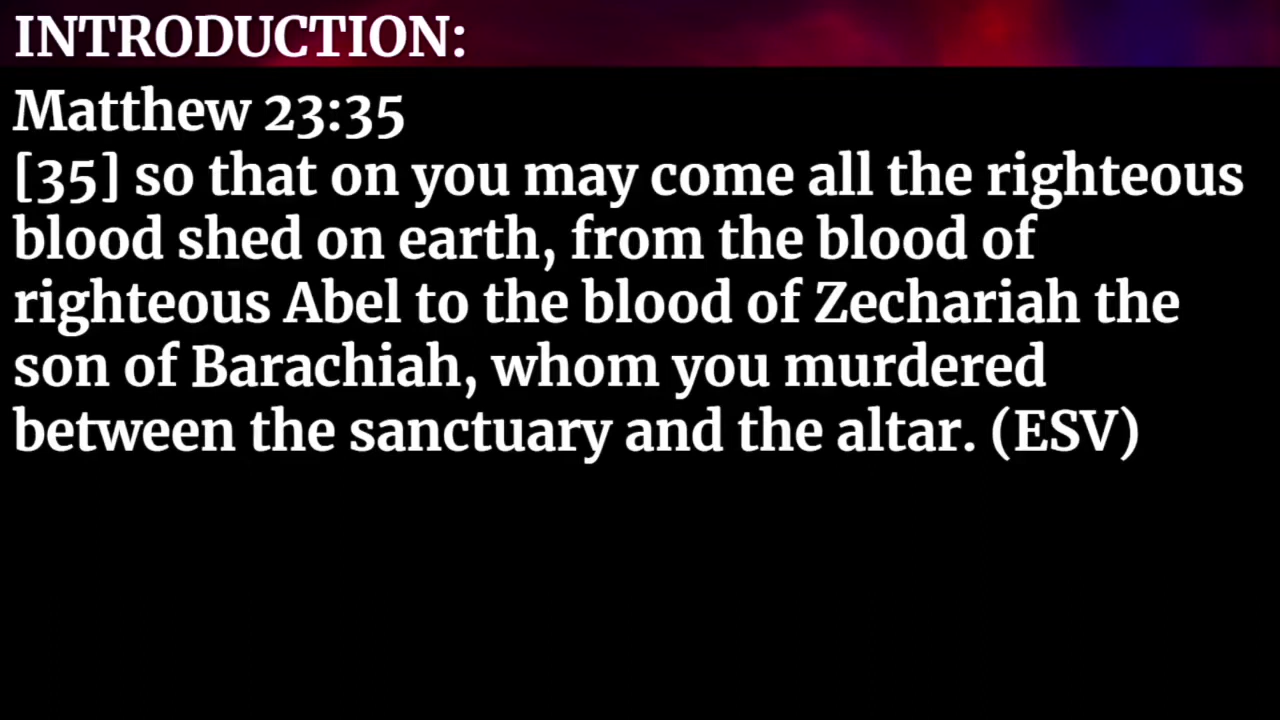 INTRODUCTION:
Matthew 23:35
[35] so that on you may come all the righteous
blood shed on earth, from the blood of
righteous Abel to the blood of Zechariah the
son of Barachiah, whom you murdered
between the sanctuary and the altar. (ESV)